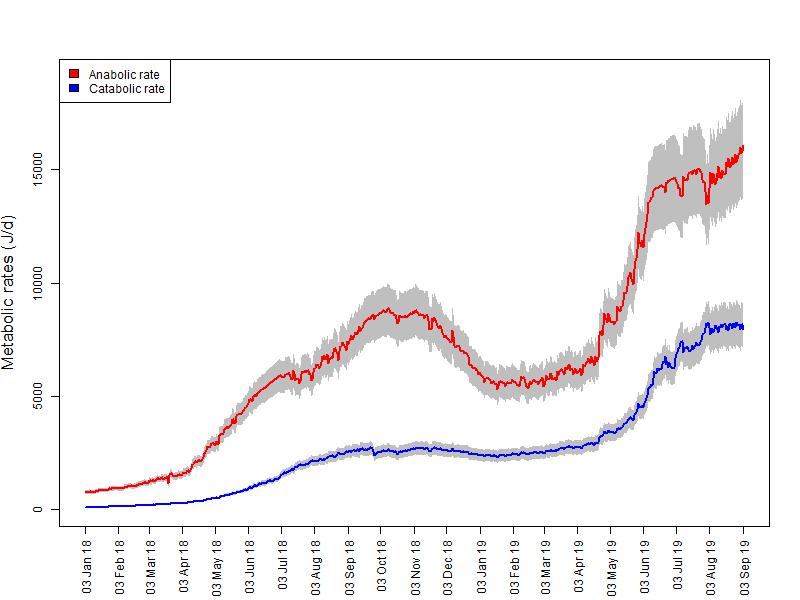 Anabolic rate
Catabolic rate
Metabolic rates (J/d)
15000
10000
5000
0
03 Jan 18
03 Feb 18
03 Mar 18
03 Apr 18
03 May 18
03 Jun 18
03 Jul 18
03 Aug 18
03 Sep 18
03 Oct 18
03 Nov 18
03 Dec 18
03 Jan 19
03 Feb 19
03 Mar 19
03 Apr 19
03 May 19
03 Jun 19
03 Jul 19
03 Aug 19
03 Sep 19